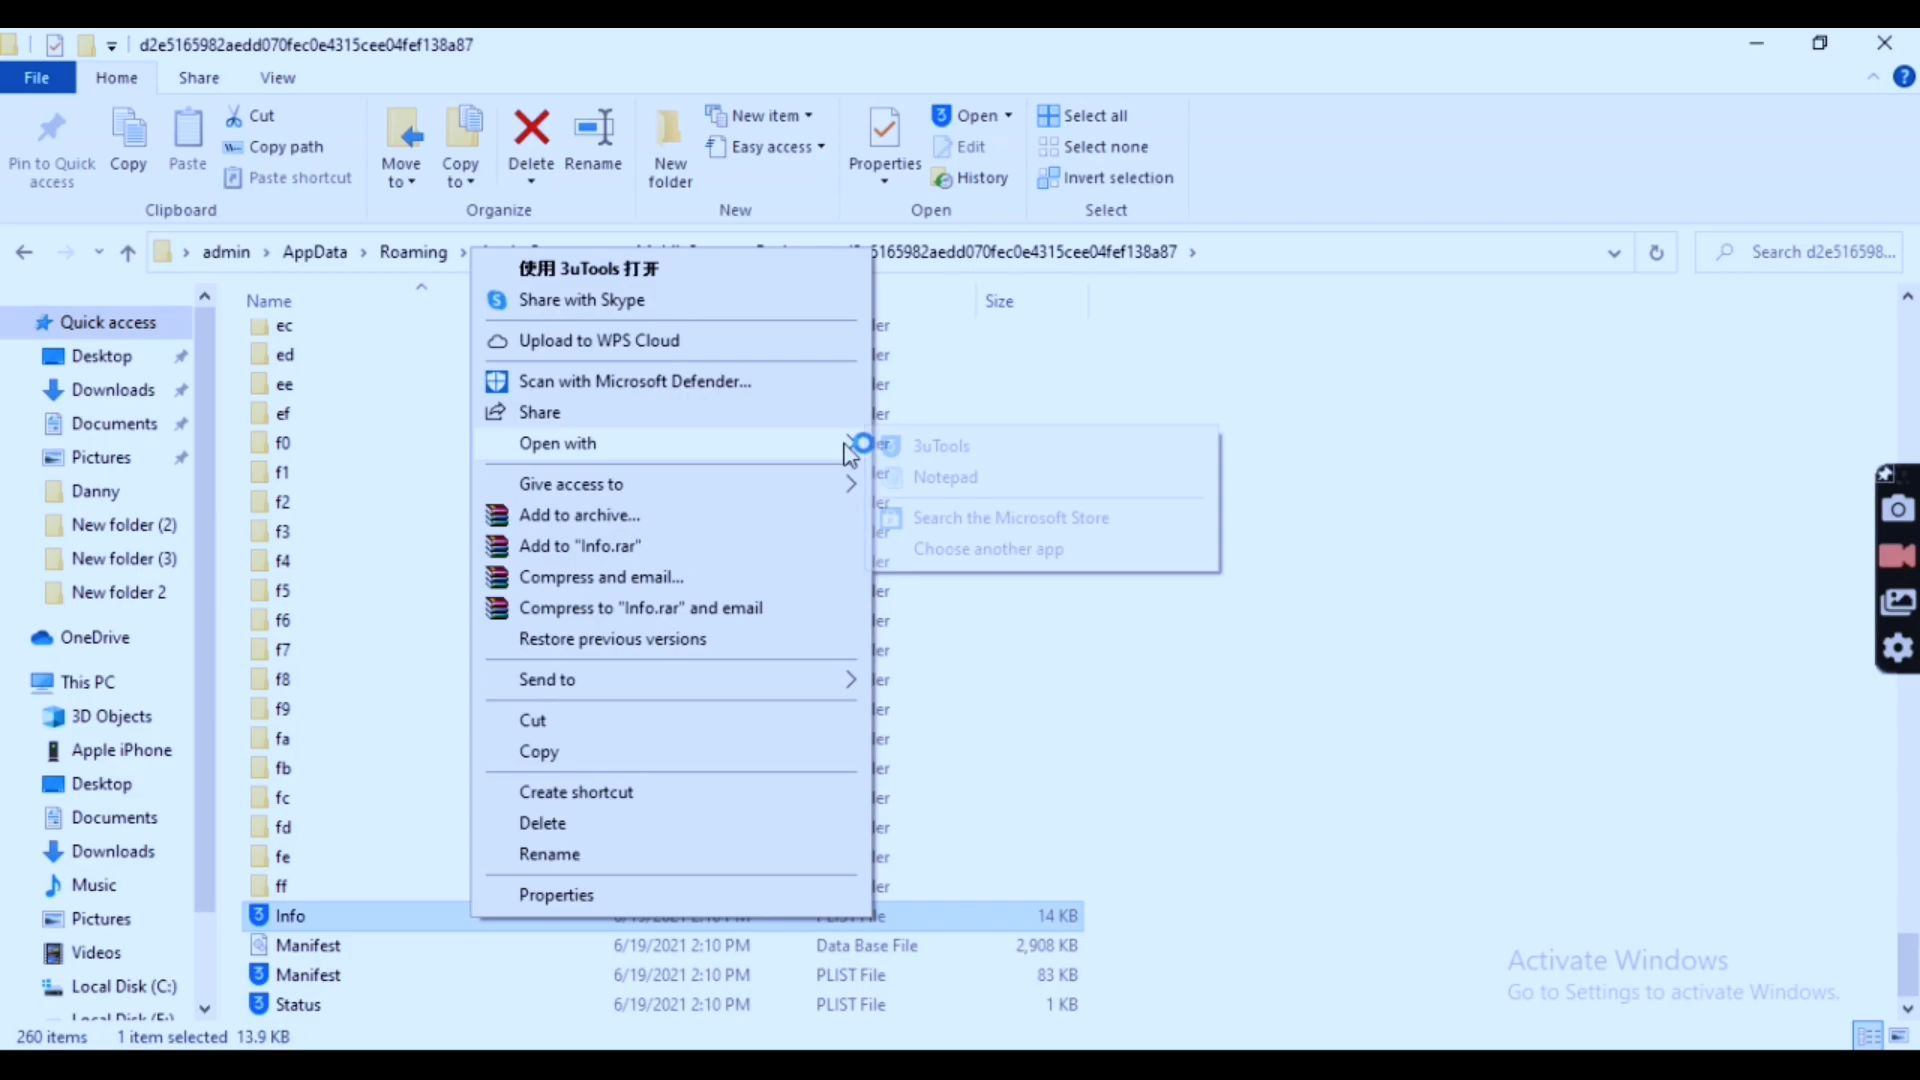 d2e5165982aedd070fec0e4315cee04fef138a87
File Home Share View
Pin to Quick access
Copy
Paste
Cut
Copy path
Paste shortcut
Clipboard
Move to
Copy to
Delete
Rename
Organize
New folder
New item
Easy access
New
Properties
Open
Edit
History
Open
Select all
Select none
Invert selection
Select
admin > AppData > Roaming >
5165982aedd070fec0e4315cee04fef138a87 >
Search d2e516598...
Quick access
Desktop
Downloads
Documents
Pictures
Danny
New folder (2)
New folder (3)
New folder 2
OneDrive
This PC
3D Objects
Apple iPhone
Desktop
Documents
Downloads
Music
Pictures
Videos
Local Disk (C:)
Name Size
ec
ed
ee
ef
f0
f1
f2
f3
f4
f5
f6
f7
f8
f9
fa
fb
fc
fd
fe
ff
Info 14 KB
Manifest 6/19/2021 2:10 PM Data Base File 2,908 KB
Manifest 6/19/2021 2:10 PM PLIST File 83 KB
Status 6/19/2021 2:10 PM PLIST File 1 KB
使用 3uTools 打开
Share with Skype
Upload to WPS Cloud
Scan with Microsoft Defender...
Share
Open with
Give access to
Add to archive...
Add to "Info.rar"
Compress and email...
Compress to "Info.rar" and email
Restore previous versions
Send to
Cut
Copy
Create shortcut
Delete
Rename
Properties
3uTools
Notepad
Search the Microsoft Store
Choose another app
Activate Windows
Go to Settings to activate Windows.
260 items 1 item selected 13.9 KB